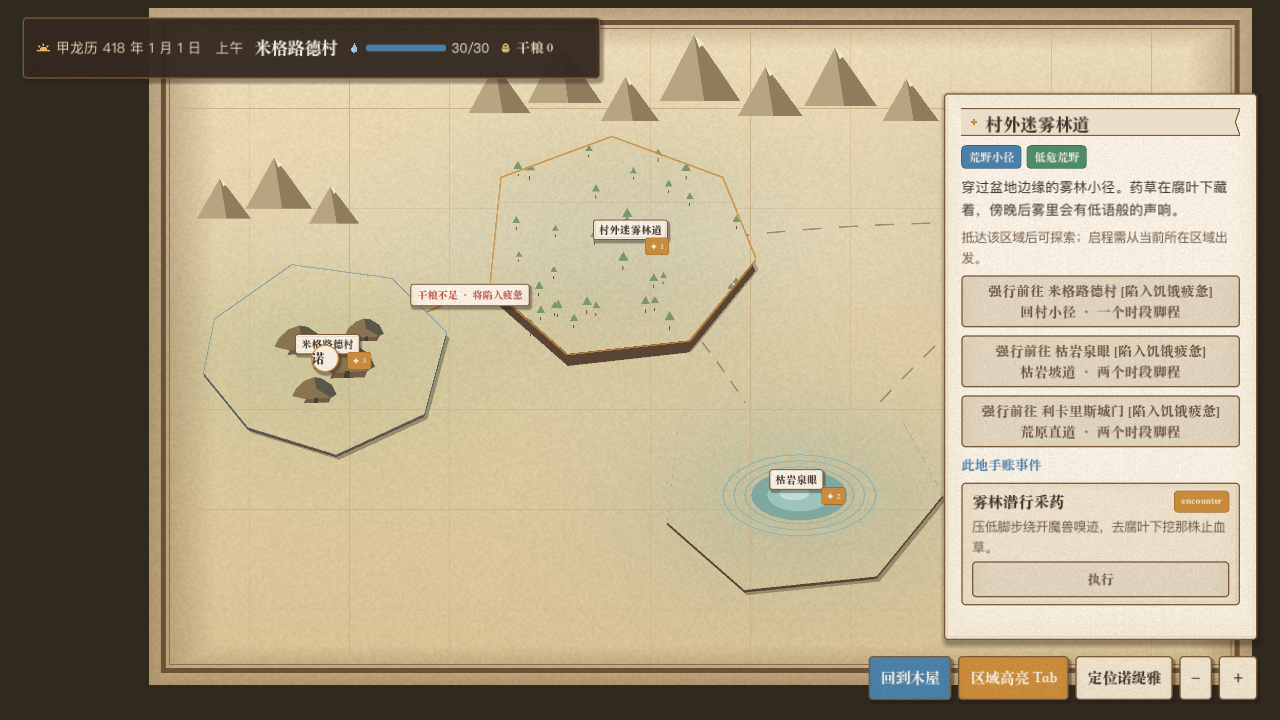 甲龙历 418 年 1 月 1 日 上午 米格路德村 30/30 干粮 0
村外迷雾林道
荒野小径 低危荒野
穿过盆地边缘的雾林小径。药草在腐叶下藏
着，傍晚后雾里会有低语般的声响。
抵达该区域后可探索；启程需从当前所在区域出
发。
强行前往 米格路德村 [陷入饥饿疲惫]
回村小径 · 一个时段脚程
强行前往 枯岩泉眼 [陷入饥饿疲惫]
枯岩坡道 · 两个时段脚程
强行前往 利卡里斯城门 [陷入饥饿疲惫]
荒原直道 · 两个时段脚程
此地手账事件
雾林潜行采药 encounter
压低脚步绕开魔兽嗅迹，去腐叶下挖那株止血
草。
执行
村外迷雾林道
✦ 1
干粮不足 · 将陷入疲惫
米格路德村
诺
✦ 3
枯岩泉眼
✦ 2
回到木屋 区域高亮 Tab 定位诺缇雅 − +